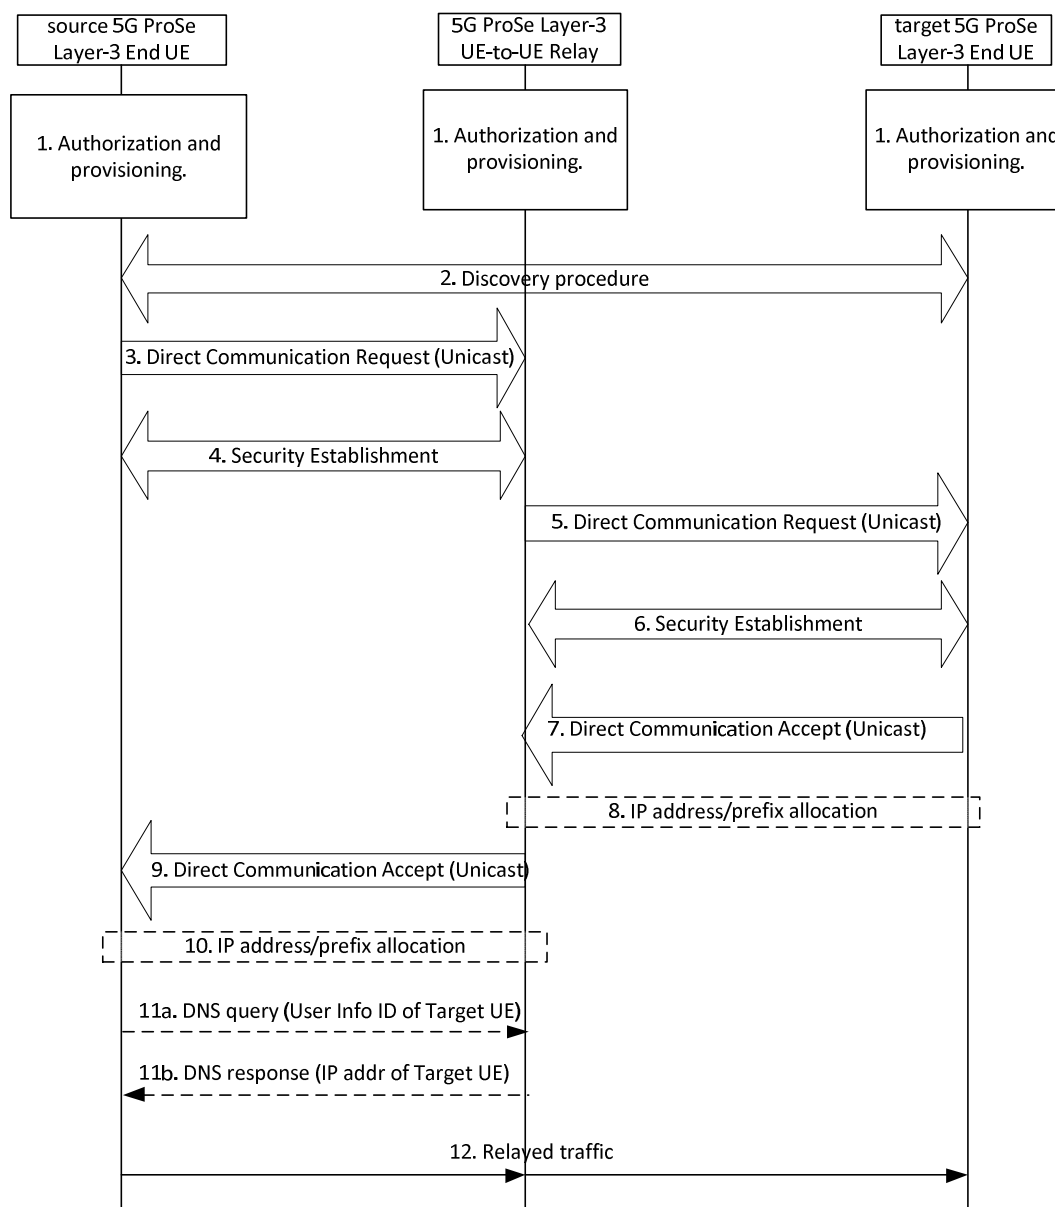 source 5G ProSe
Layer-3 End UE
5G ProSe Layer-3
UE-to-UE Relay
target 5G ProSe
Layer-3 End UE
1. Authorization and
provisioning.
1. Authorization and
provisioning.
1. Authorization and
provisioning.
2. Discovery procedure
3. Direct Communication Request (Unicast)
4. Security Establishment
5. Direct Communication Request (Unicast)
6. Security Establishment
7. Direct Communication Accept (Unicast)
8. IP address/prefix allocation
9. Direct Communication Accept (Unicast)
10. IP address/prefix allocation
11a. DNS query (User Info ID of Target UE)
11b. DNS response (IP addr of Target UE)
12. Relayed traffic